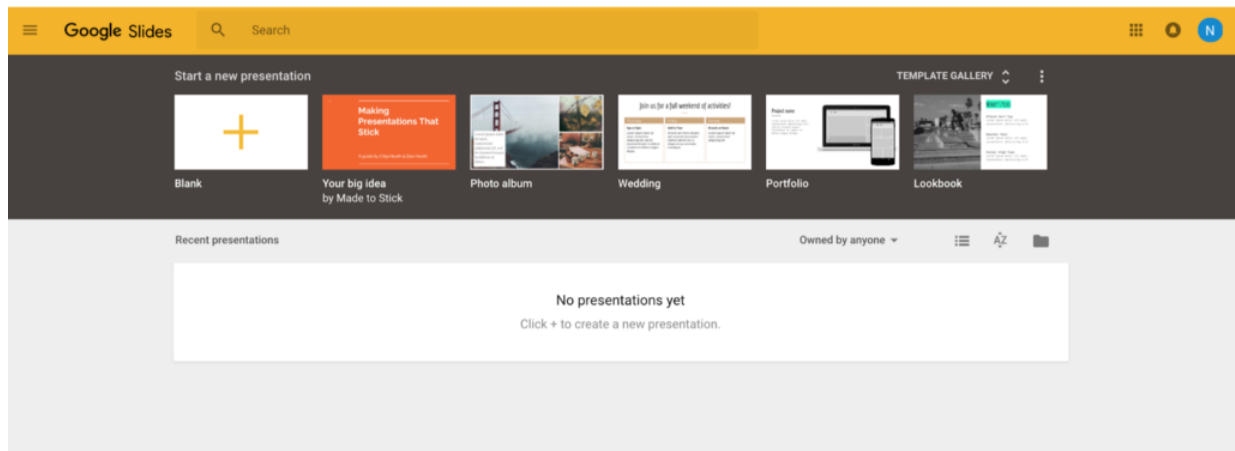 Google Slides
Search
N
Start a new presentation
TEMPLATE GALLERY
Making
Presentations That
Stick
Join us for a full weekend of activities!
Project name
Blank
Your big idea
by Made to Stick
Photo album
Wedding
Portfolio
Lookbook
Recent presentations
Owned by anyone
AZ
No presentations yet
Click + to create a new presentation.